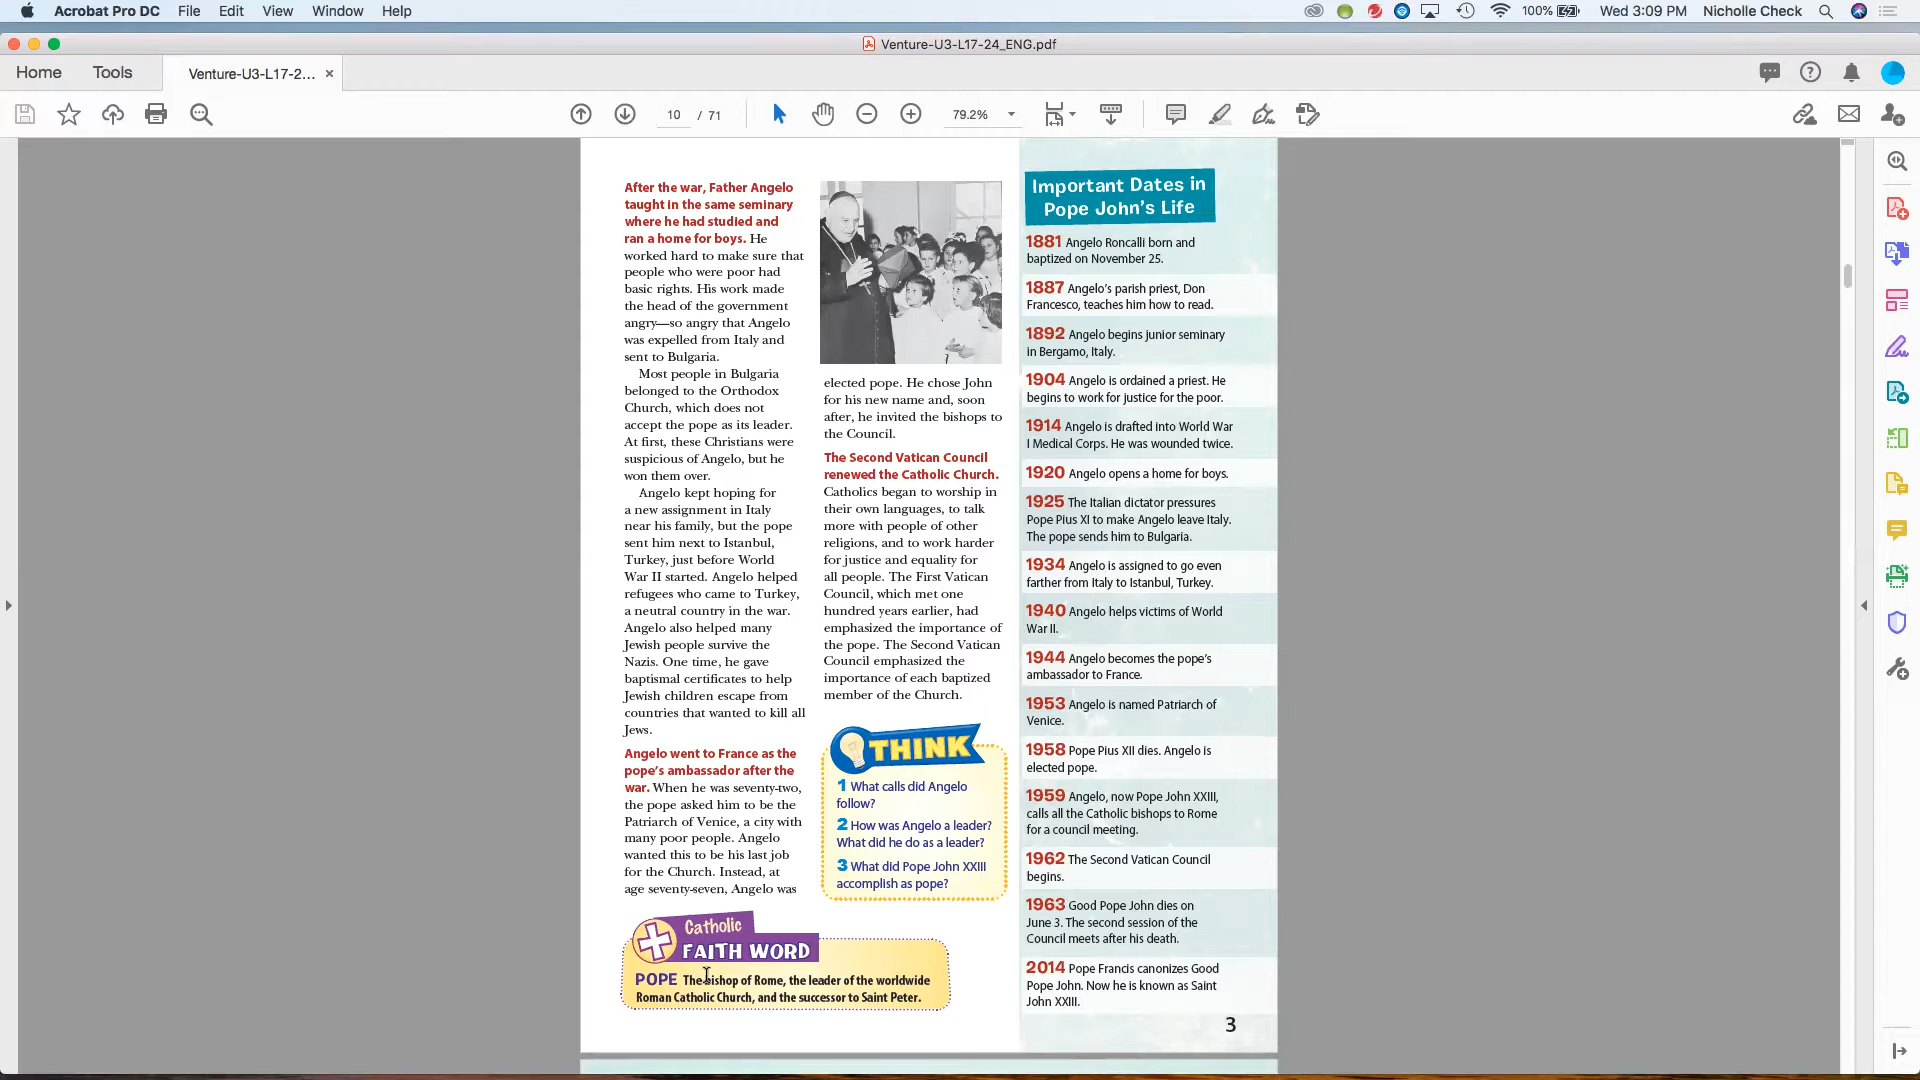 Acrobat Pro DC File Edit View Window Help
100% Wed 3:09 PM Nicholle Check
Venture-U3-L17-24_ENG.pdf
Home Tools Venture-U3-L17-2... ×
10 / 71 79.2%
After the war, Father Angelo
taught in the same seminary
where he had studied and
ran a home for boys. He
worked hard to make sure that
people who were poor had
basic rights. His work made
the head of the government
angry—so angry that Angelo
was expelled from Italy and
sent to Bulgaria.
Most people in Bulgaria
belonged to the Orthodox
Church, which does not
accept the pope as its leader.
At first, these Christians were
suspicious of Angelo, but he
won them over.
Angelo kept hoping for
a new assignment in Italy
near his family, but the pope
sent him next to Istanbul,
Turkey, just before World
War II started. Angelo helped
refugees who came to Turkey,
a neutral country in the war.
Angelo also helped many
Jewish people survive the
Nazis. One time, he gave
baptismal certificates to help
Jewish children escape from
countries that wanted to kill all
Jews.
Angelo went to France as the
pope's ambassador after the
war. When he was seventy-two,
the pope asked him to be the
Patriarch of Venice, a city with
many poor people. Angelo
wanted this to be his last job
for the Church. Instead, at
age seventy-seven, Angelo was
elected pope. He chose John
for his new name and, soon
after, he invited the bishops to
the Council.
The Second Vatican Council
renewed the Catholic Church.
Catholics began to worship in
their own languages, to talk
more with people of other
religions, and to work harder
for justice and equality for
all people. The First Vatican
Council, which met one
hundred years earlier, had
emphasized the importance of
the pope. The Second Vatican
Council emphasized the
importance of each baptized
member of the Church.
THINK
1 What calls did Angelo
follow?
2 How was Angelo a leader?
What did he do as a leader?
3 What did Pope John XXIII
accomplish as pope?
Catholic
FAITH WORD
POPE The bishop of Rome, the leader of the worldwide
Roman Catholic Church, and the successor to Saint Peter.
Important Dates in
Pope John's Life
1881 Angelo Roncalli born and
baptized on November 25.
1887 Angelo's parish priest, Don
Francesco, teaches him how to read.
1892 Angelo begins junior seminary
in Bergamo, Italy.
1904 Angelo is ordained a priest. He
begins to work for justice for the poor.
1914 Angelo is drafted into World War
I Medical Corps. He was wounded twice.
1920 Angelo opens a home for boys.
1925 The Italian dictator pressures
Pope Pius XI to make Angelo leave Italy.
The pope sends him to Bulgaria.
1934 Angelo is assigned to go even
farther from Italy to Istanbul, Turkey.
1940 Angelo helps victims of World
War II.
1944 Angelo becomes the pope's
ambassador to France.
1953 Angelo is named Patriarch of
Venice.
1958 Pope Pius XII dies. Angelo is
elected pope.
1959 Angelo, now Pope John XXIII,
calls all the Catholic bishops to Rome
for a council meeting.
1962 The Second Vatican Council
begins.
1963 Good Pope John dies on
June 3. The second session of the
Council meets after his death.
2014 Pope Francis canonizes Good
Pope John. Now he is known as Saint
John XXIII.
3